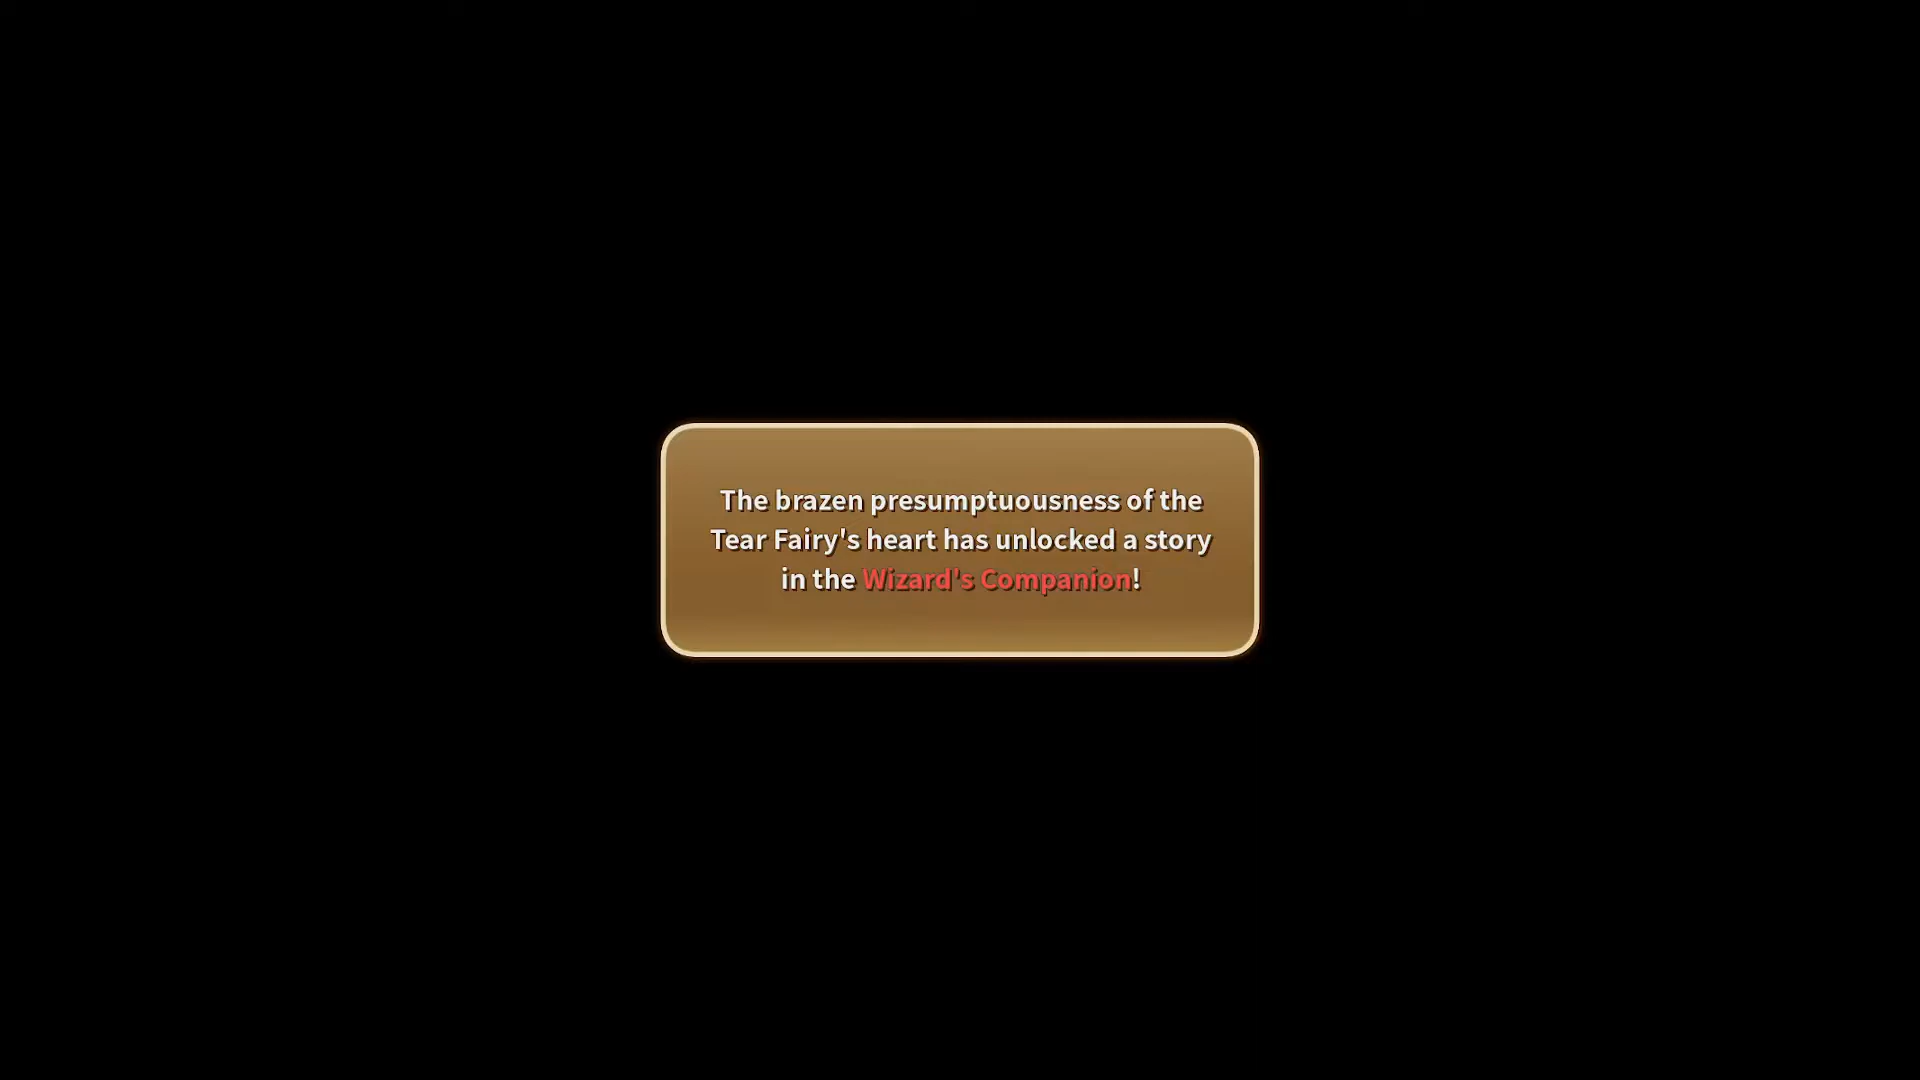 The brazen presumptuousness of the
Tear Fairy's heart has unlocked a story
in the Wizard's Companion!